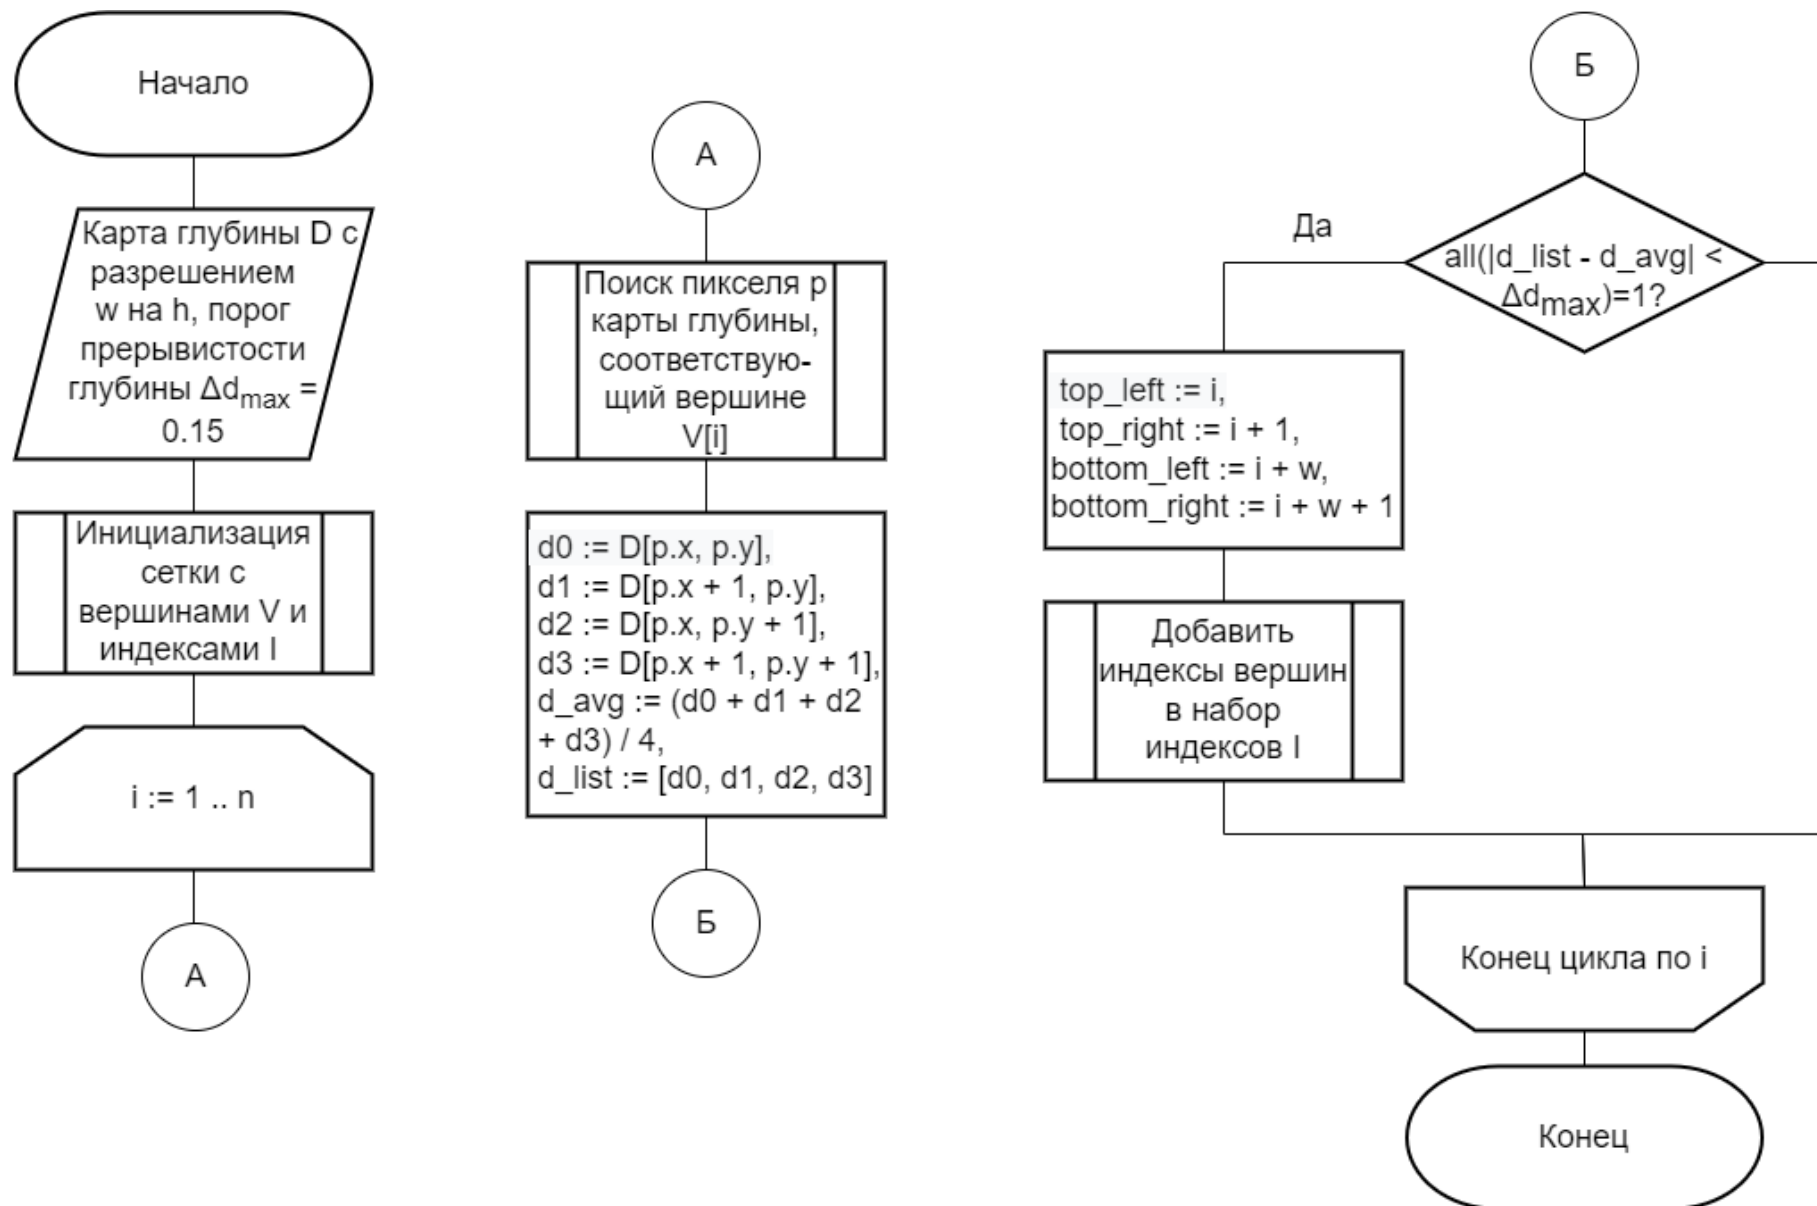 Начало
Карта глубины D с
разрешением
w на h, порог
прерывистости
глубины Δd_max =
0.15
Инициализация
сетки с
вершинами V и
индексами I
i := 1 .. n
А
А
Поиск пикселя p
карты глубины,
соответствую-
щий вершине
V[i]
d0 := D[p.x, p.y],
d1 := D[p.x + 1, p.y],
d2 := D[p.x, p.y + 1],
d3 := D[p.x + 1, p.y + 1],
d_avg := (d0 + d1 + d2
+ d3) / 4,
d_list := [d0, d1, d2, d3]
Б
Б
all(|d_list - d_avg| <
Δd_max)=1?
Да
top_left := i,
top_right := i + 1,
bottom_left := i + w,
bottom_right := i + w + 1
Добавить
индексы вершин
в набор
индексов I
Конец цикла по i
Конец